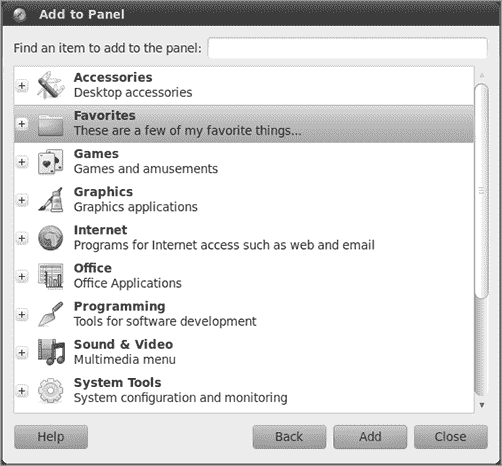 Add to Panel
Find an item to add to the panel:
Accessories
Desktop accessories
Favorites
These are a few of my favorite things...
Games
Games and amusements
Graphics
Graphics applications
Internet
Programs for Internet access such as web and email
Office
Office Applications
Programming
Tools for software development
Sound & Video
Multimedia menu
System Tools
System configuration and monitoring
Help Back Add Close